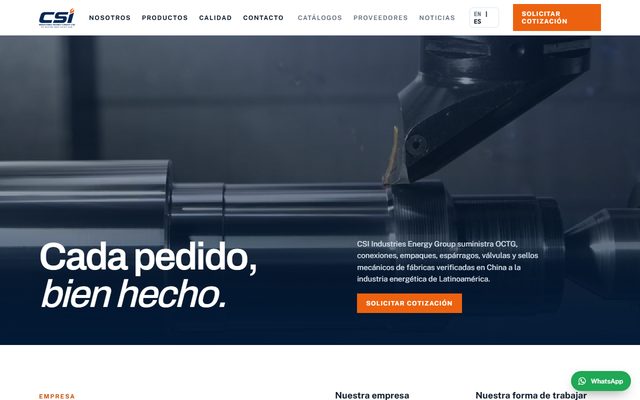 CSI
NOSOTROS
PRODUCTOS
CALIDAD
CONTACTO
CATÁLOGOS
PROVEEDORES
NOTICIAS
EN |
ES
SOLICITAR
COTIZACIÓN
Cada pedido,
bien hecho.
CSI Industries Energy Group suministra OCTG,
conexiones, empaques, espárragos, válvulas y sellos
mecánicos de fábricas verificadas en China a la
industria energética de Latinoamérica.
SOLICITAR COTIZACIÓN
WhatsApp
EMPRESA
Nuestra empresa
Nuestra forma de trabajar